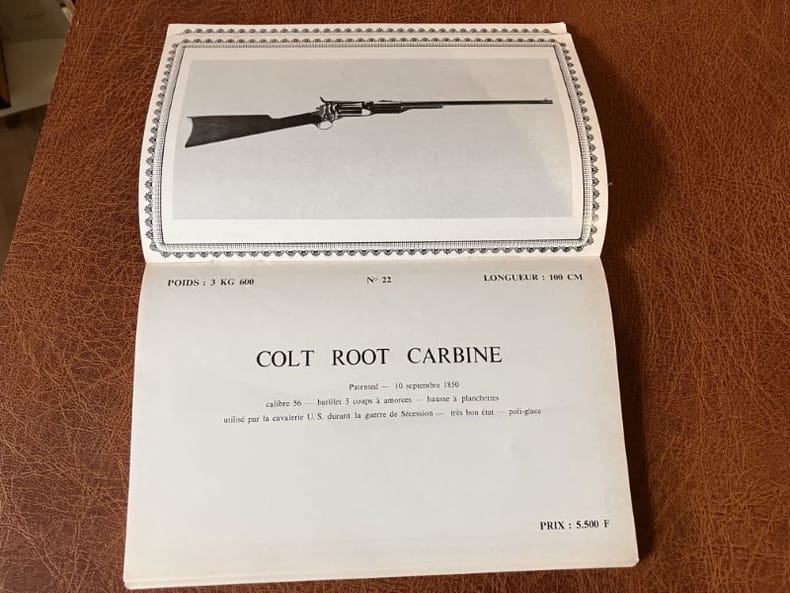 POIDS : 3 KG 600 N° 22 LONGUEUR : 100 CM
COLT ROOT CARBINE
Patented — 10 septembre 1850
calibre 56 — barillet 5 coups à amorces — hausse à planchettes
utilisé par la cavalerie U. S. durant la guerre de Sécession — très bon état — poli-glace
PRIX : 5.500 F